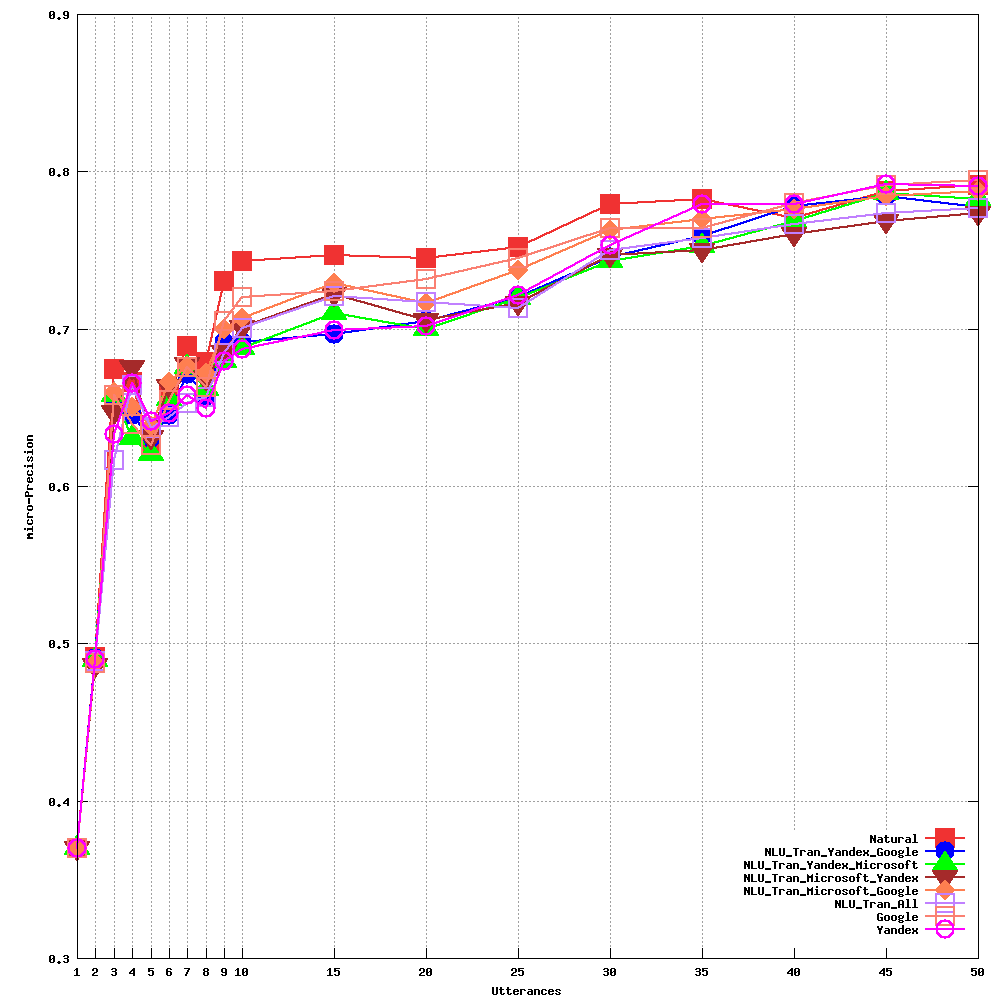 0.9
0.8
0.7
0.6
0.5
0.4
0.3
micro-Precision
Natural
NLU_Tran_Yandex_Google
NLU_Tran_Yandex_Microsoft
NLU_Tran_Microsoft_Yandex
NLU_Tran_Microsoft_Google
NLU_Tran_All
Google
Yandex
1 2 3 4 5 6 7 8 9 10 15 20 25 30 35 40 45 50
Utterances